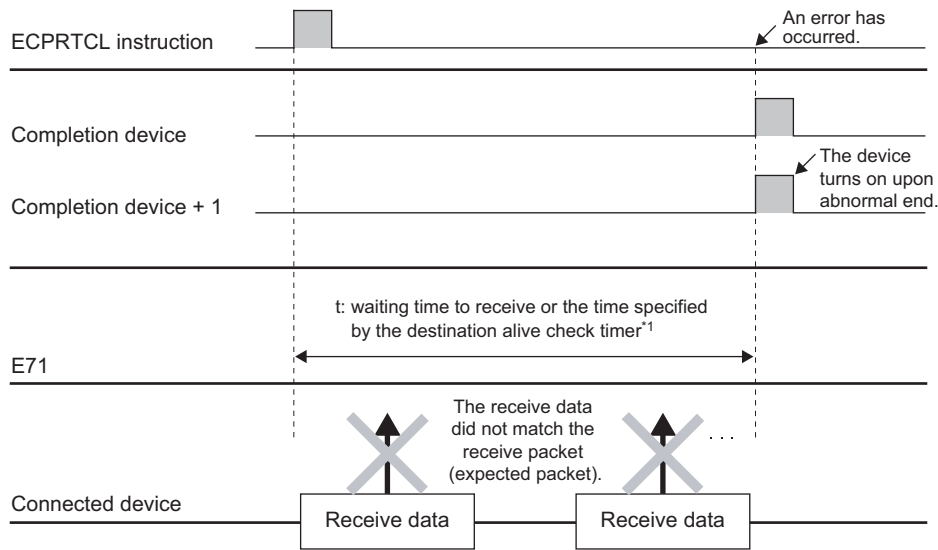 ECPRTCL instruction
An error has
occurred.
Completion device
The device
turns on upon
abnormal end.
Completion device + 1
t: waiting time to receive or the time specified
by the destination alive check timer*1
E71
The receive data
did not match the
receive packet
(expected packet).
. . .
Connected device
Receive data
Receive data